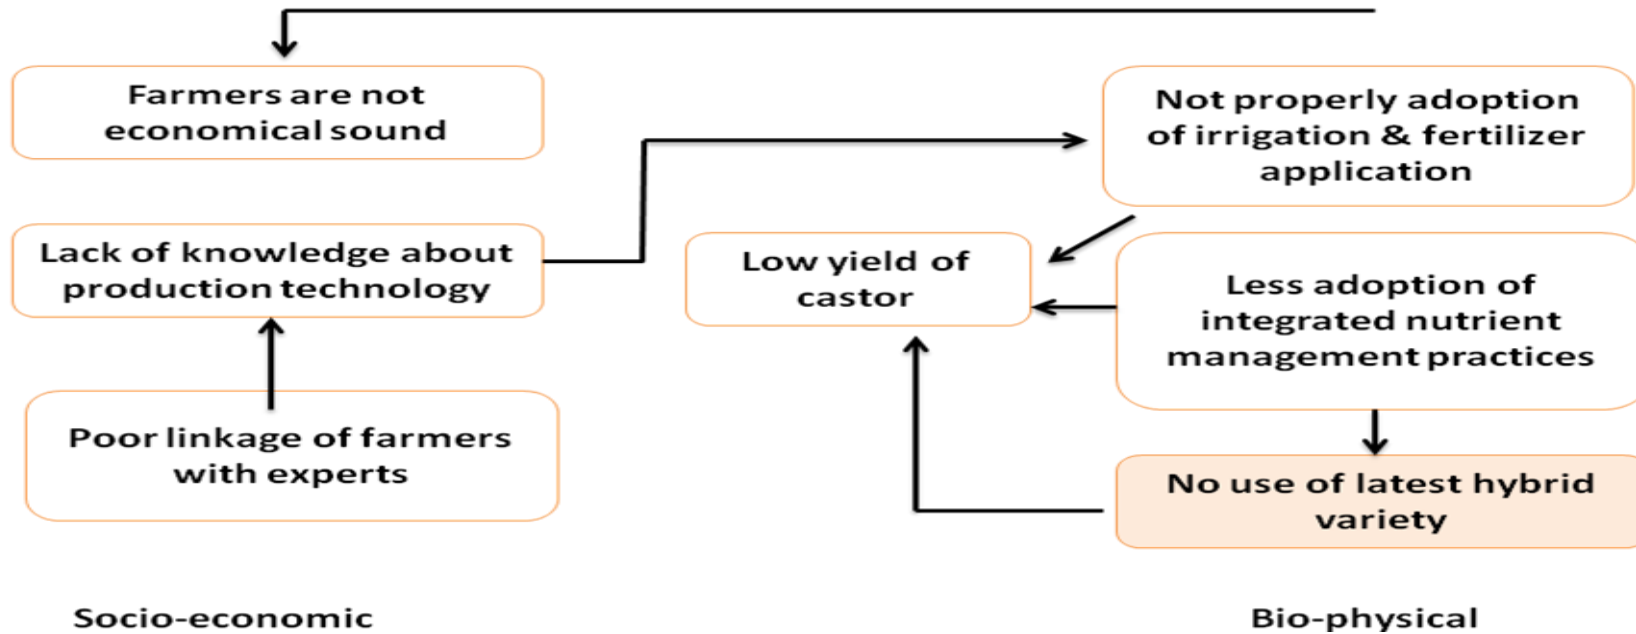 Farmers are not
economical sound
Not properly adoption
of irrigation & fertilizer
application
Lack of knowledge about
production technology
Low yield of
castor
Less adoption of
integrated nutrient
management practices
Poor linkage of farmers
with experts
No use of latest hybrid
variety
Socio-economic
Bio-physical